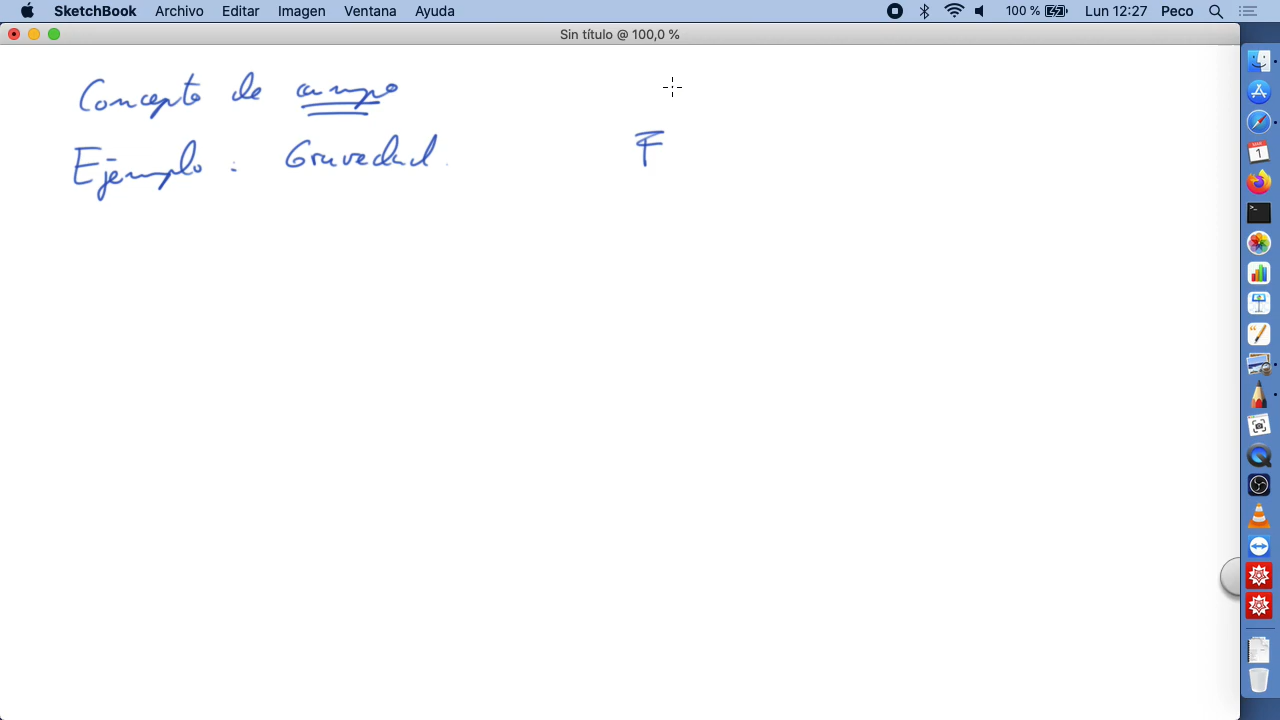 SketchBook Archivo Editar Imagen Ventana Ayuda 100 % Lun 12:27 Peco
Sin título @ 100,0 %
Concepto de campo
Ejemplo : Gravedad. F